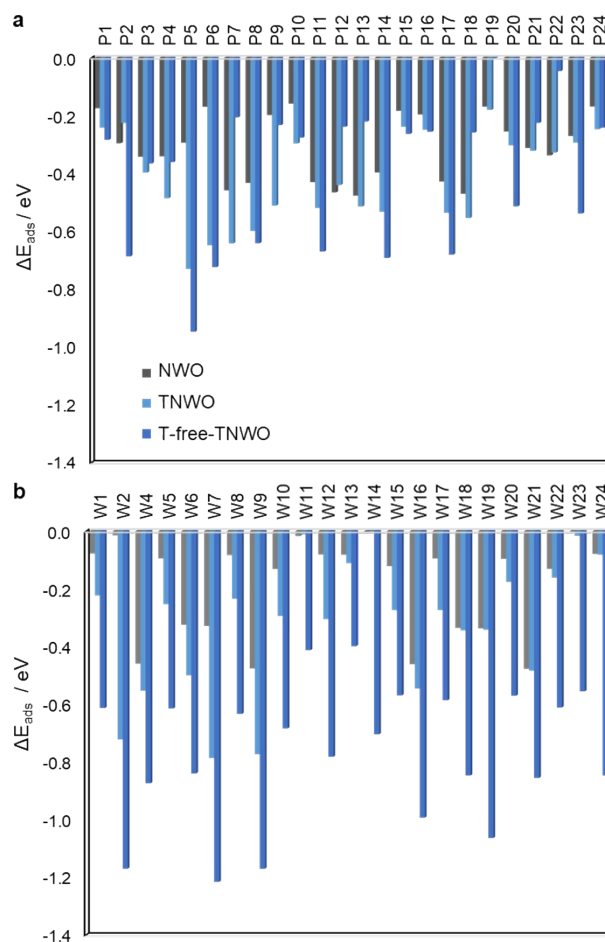 a
P1 P2 P3 P4 P5 P6 P7 P8 P9 P10 P11 P12 P13 P14 P15 P16 P17 P18 P19 P20 P21 P22 P23 P24
0.0
-0.2
-0.4
-0.6
-0.8
-1.0
-1.2
-1.4
ΔEads / eV
NWO
TNWO
T-free-TNWO
b
W1 W2 W4 W5 W6 W7 W8 W9 W10 W11 W12 W13 W14 W15 W16 W17 W18 W19 W20 W21 W22 W23 W24
0.0
-0.2
-0.4
-0.6
-0.8
-1.0
-1.2
-1.4
ΔEads / eV